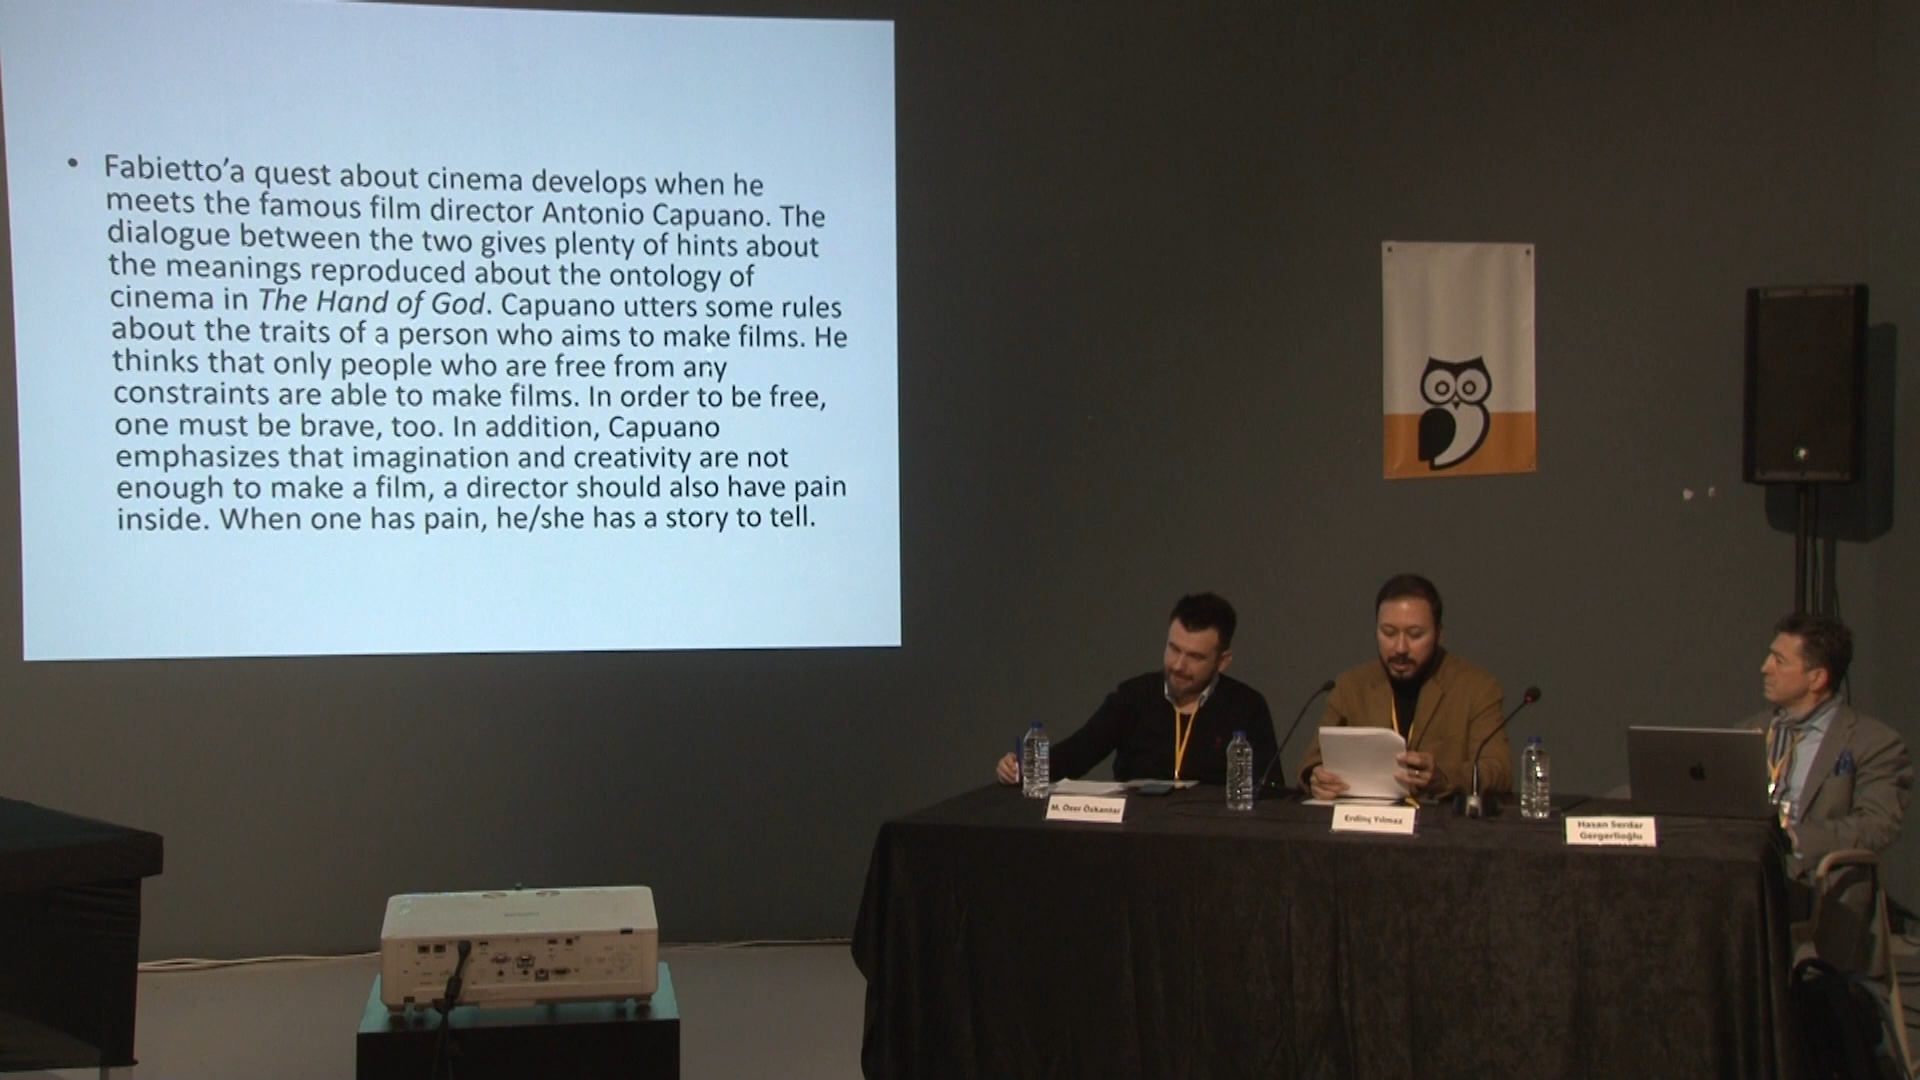 • Fabietto’a quest about cinema develops when he
meets the famous film director Antonio Capuano. The
dialogue between the two gives plenty of hints about
the meanings reproduced about the ontology of
cinema in The Hand of God. Capuano utters some rules
about the traits of a person who aims to make films. He
thinks that only people who are free from any
constraints are able to make films. In order to be free,
one must be brave, too. In addition, Capuano
emphasizes that imagination and creativity are not
enough to make a film, a director should also have pain
inside. When one has pain, he/she has a story to tell.
M. Özer Özkantar
Erdinç Yılmaz
Hasan Serdar
Gergerlioğlu